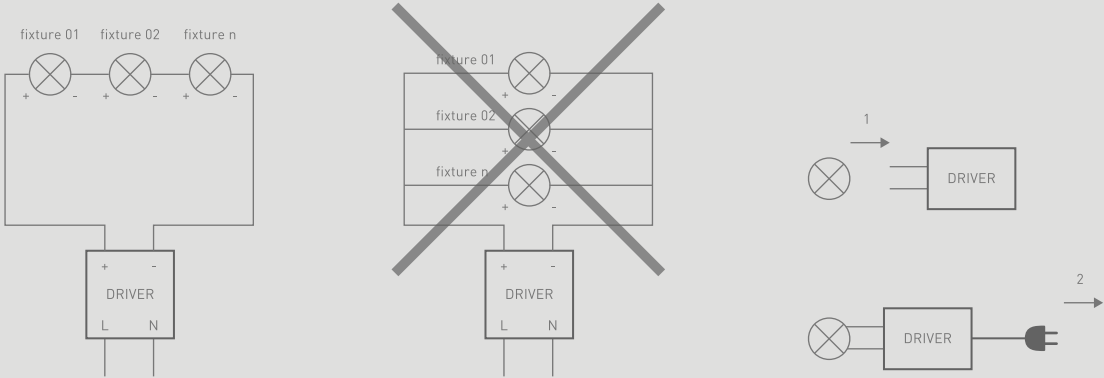 fixture 01 fixture 02 fixture n
+ - + - + -
+ -
DRIVER
L N
fixture 01
+ -
fixture 02
+ -
fixture n
+ -
+ -
DRIVER
L N
1
DRIVER
2
DRIVER